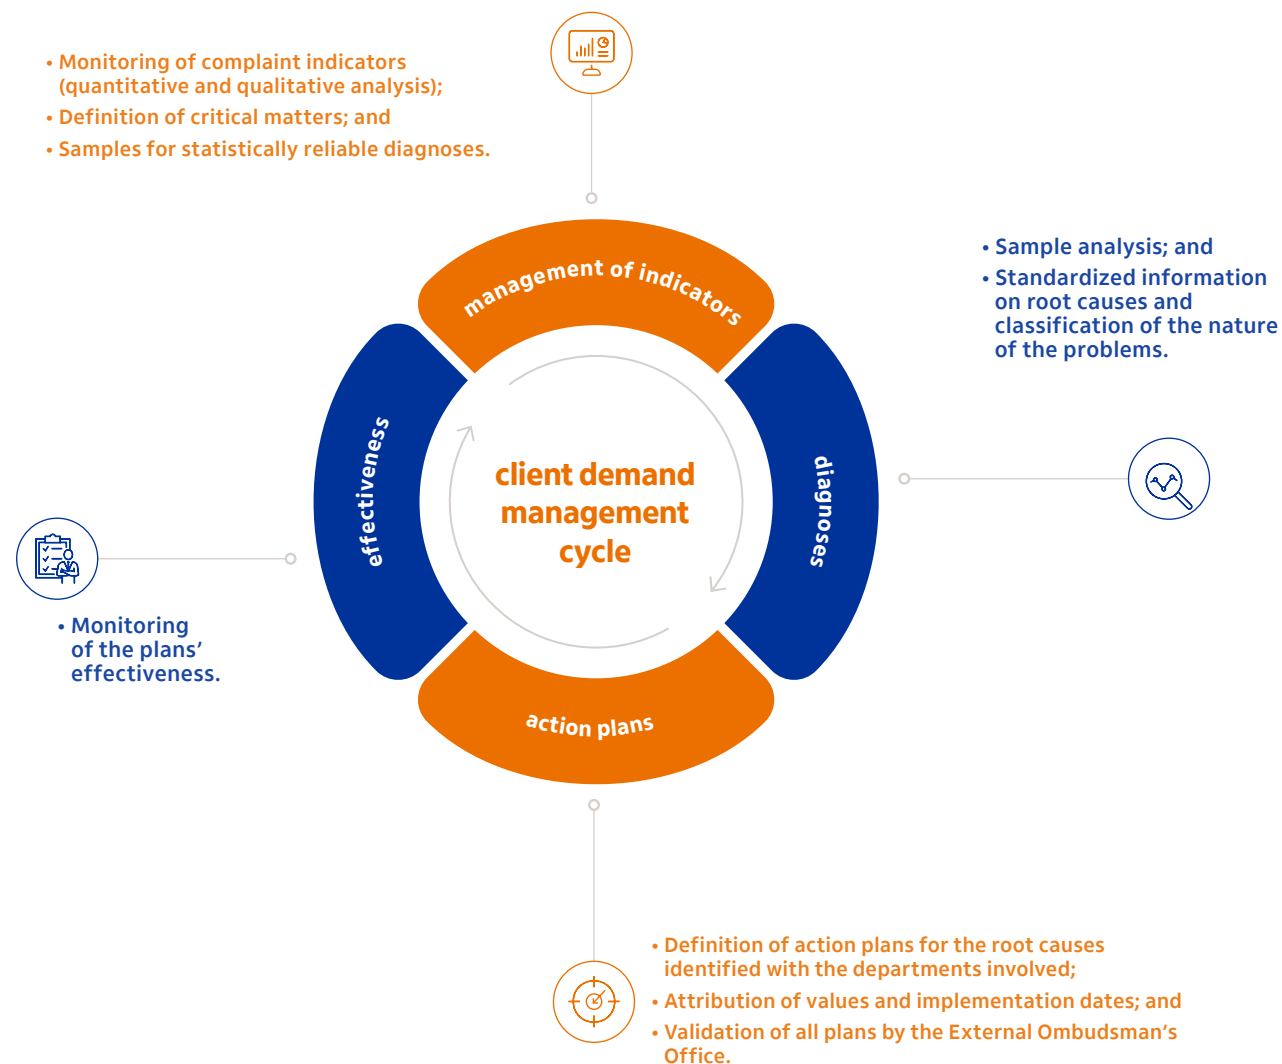 • Monitoring of complaint indicators
(quantitative and qualitative analysis);
• Definition of critical matters; and
• Samples for statistically reliable diagnoses.
• Sample analysis; and
• Standardized information
on root causes and
classification of the nature
of the problems.
management of indicators
diagnoses
action plans
effectiveness
client demand
management
cycle
• Monitoring
of the plans’
effectiveness.
• Definition of action plans for the root causes
identified with the departments involved;
• Attribution of values and implementation dates; and
• Validation of all plans by the External Ombudsman’s
Office.